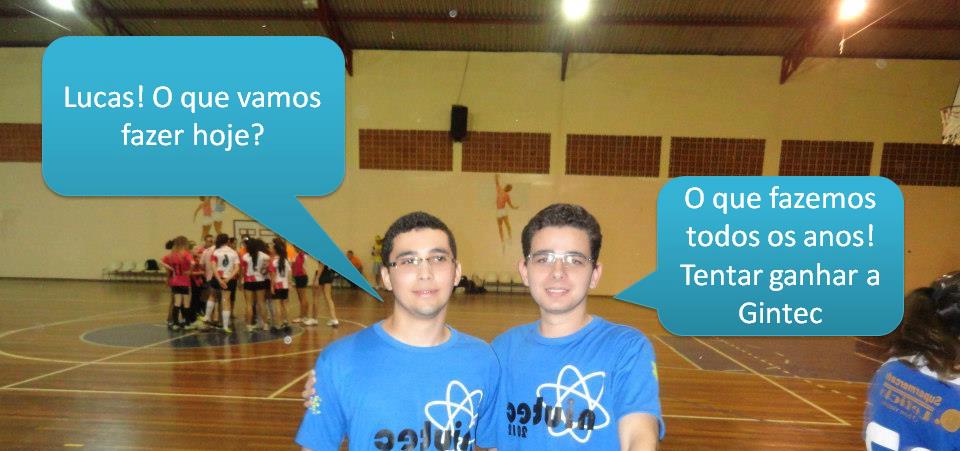 Lucas! O que vamos
fazer hoje?
O que fazemos
todos os anos!
Tentar ganhar a
Gintec